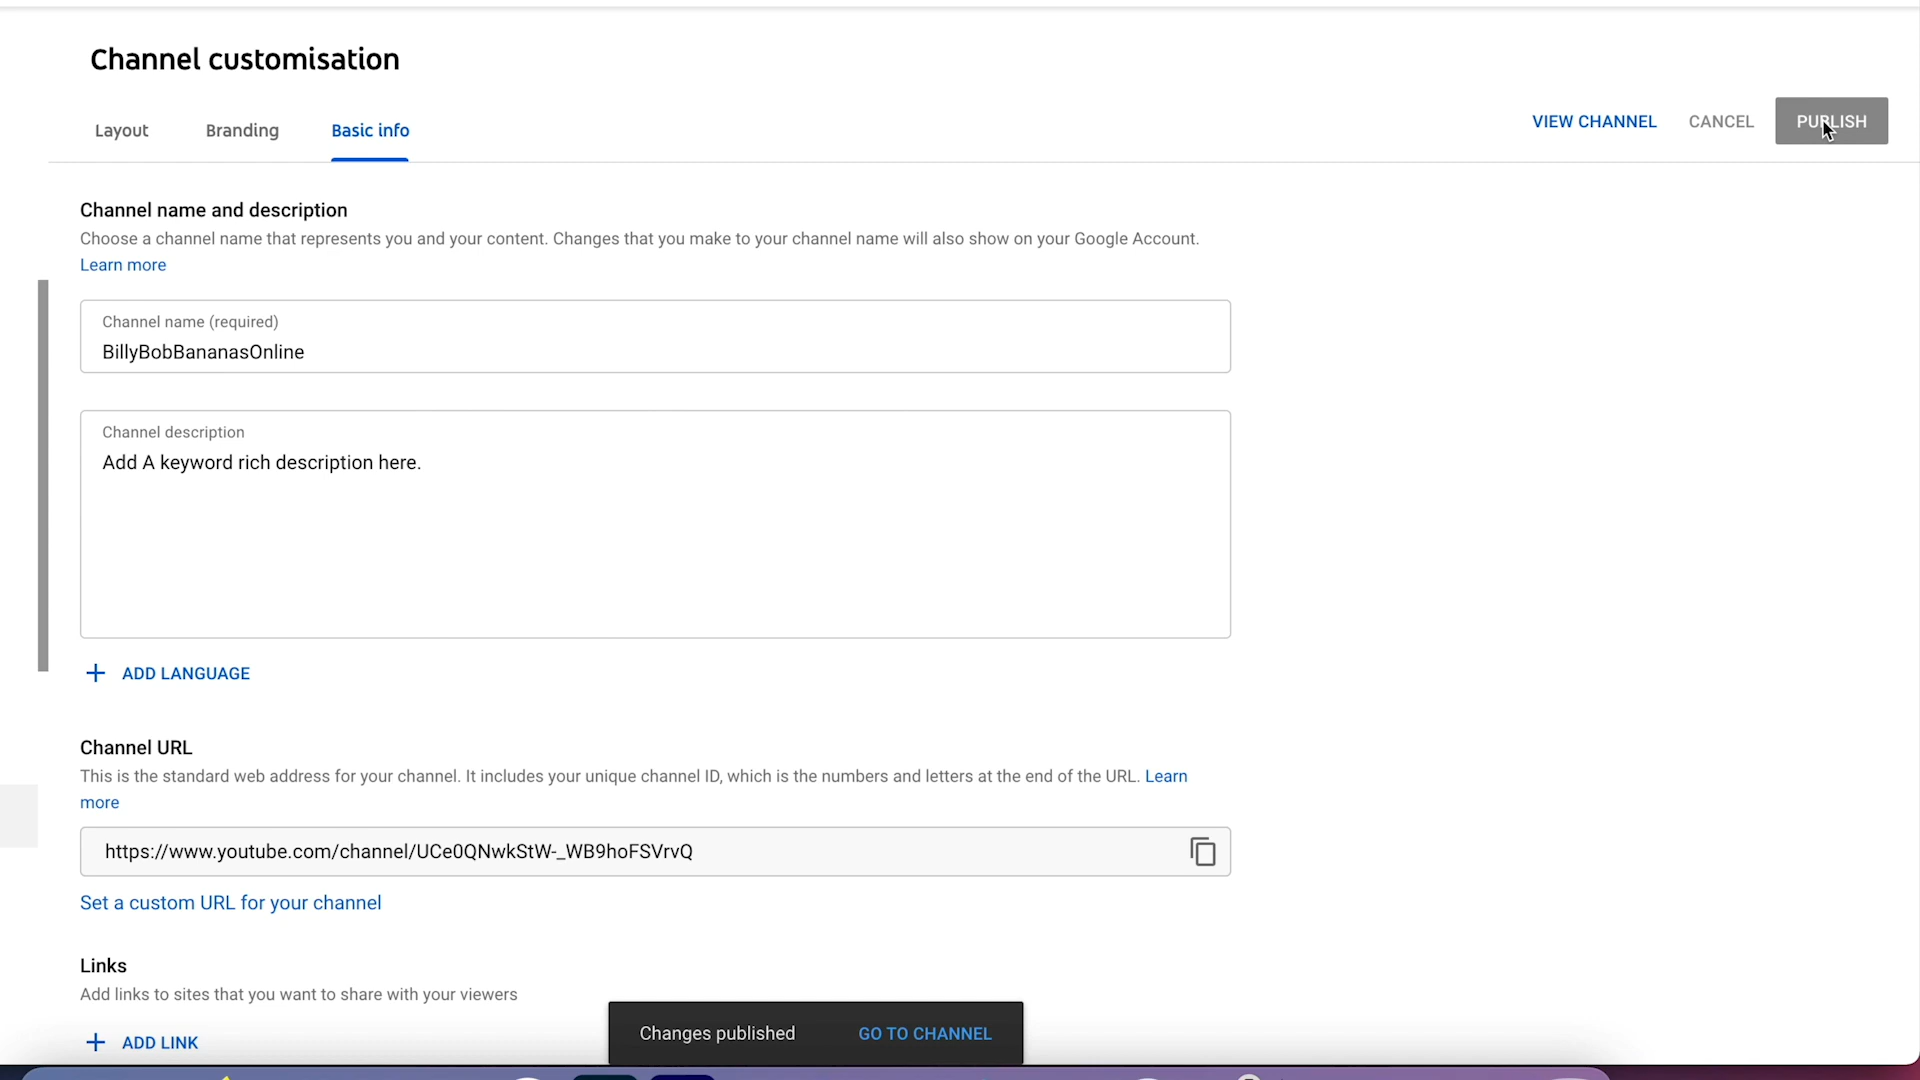 Channel customisation
Layout Branding Basic info
VIEW CHANNEL CANCEL PUBLISH
Channel name and description
Choose a channel name that represents you and your content. Changes that you make to your channel name will also show on your Google Account.
Learn more
Channel name (required)
BillyBobBananasOnline
Channel description
Add A keyword rich description here.
ADD LANGUAGE
Channel URL
This is the standard web address for your channel. It includes your unique channel ID, which is the numbers and letters at the end of the URL. Learn
more
https://www.youtube.com/channel/UCe0QNwkStW-_WB9hoFSVrvQ
Set a custom URL for your channel
Links
Add links to sites that you want to share with your viewers
ADD LINK
Changes published GO TO CHANNEL